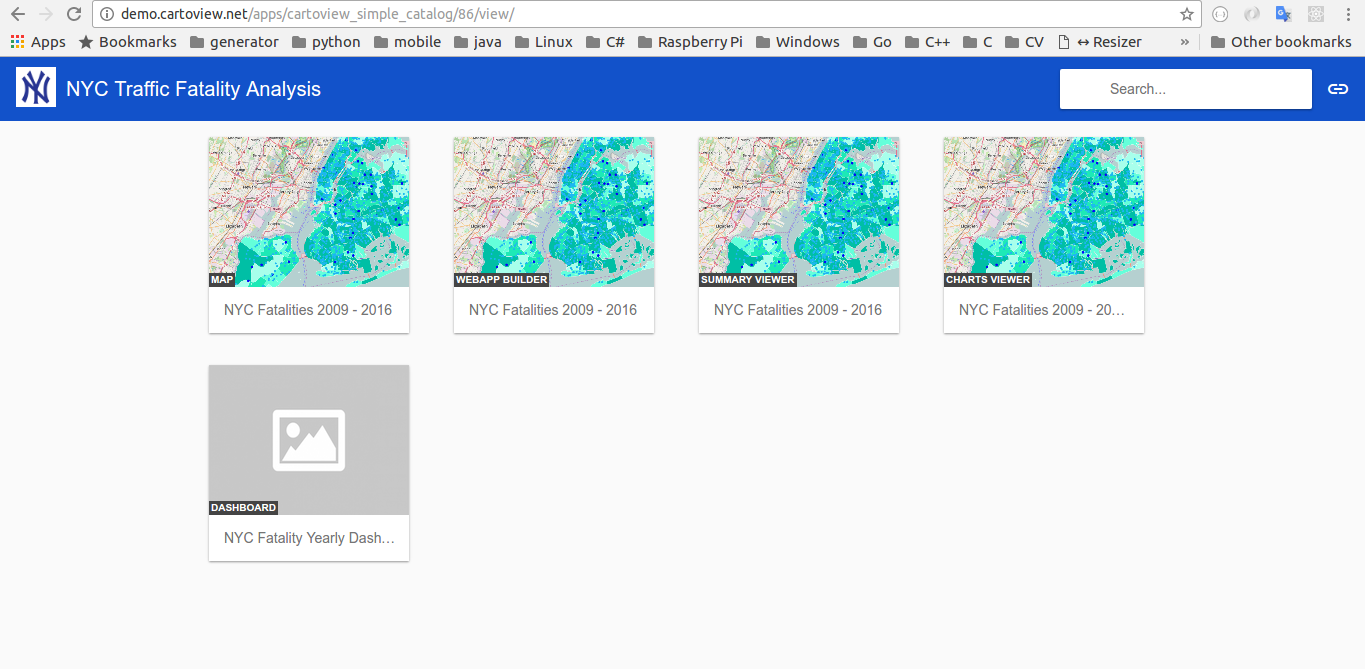 demo.cartoview.net/apps/cartoview_simple_catalog/86/view/
Apps Bookmarks generator python mobile java Linux C# Raspberry Pi Windows Go C++ C CV ↔ Resizer » Other bookmarks
NY NYC Traffic Fatality Analysis Search...
MAP WEBAPP BUILDER SUMMARY VIEWER CHARTS VIEWER
NYC Fatalities 2009 - 2016 NYC Fatalities 2009 - 2016 NYC Fatalities 2009 - 2016 NYC Fatalities 2009 - 20...
DASHBOARD
NYC Fatality Yearly Dash...